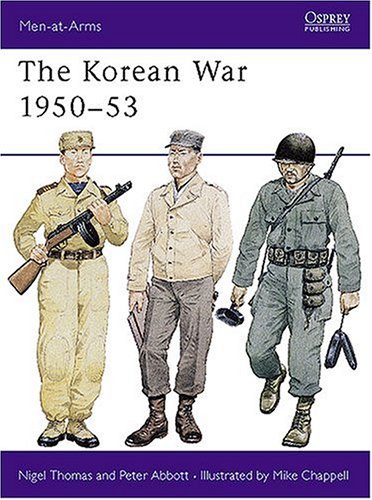 Men-at-Arms
OSPREY
PUBLISHING
The Korean War
1950–53
Nigel Thomas and Peter Abbott · Illustrated by Mike Chappell